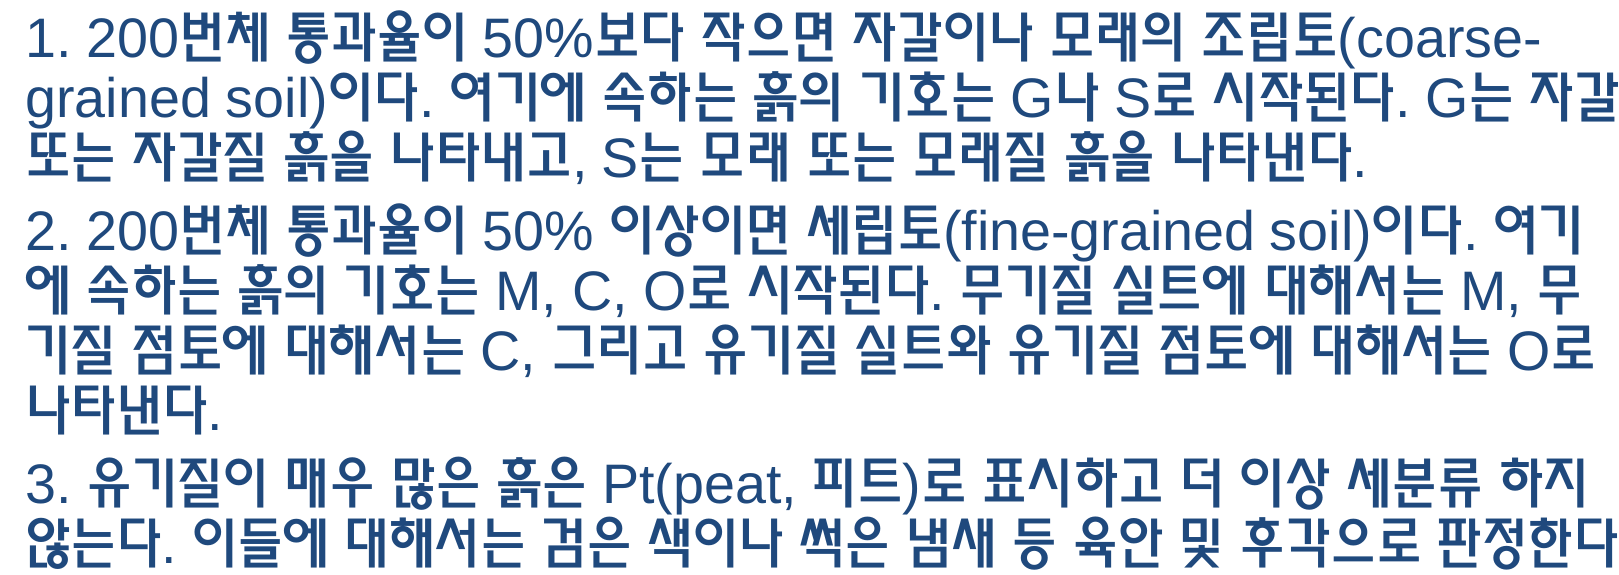 1. 200번체 통과율이 50%보다 작으면 자갈이나 모래의 조립토(coarse-
grained soil)이다. 여기에 속하는 흙의 기호는 G나 S로 시작된다. G는 자갈
또는 자갈질 흙을 나타내고, S는 모래 또는 모래질 흙을 나타낸다.
2. 200번체 통과율이 50% 이상이면 세립토(fine-grained soil)이다. 여기
에 속하는 흙의 기호는 M, C, O로 시작된다. 무기질 실트에 대해서는 M, 무
기질 점토에 대해서는 C, 그리고 유기질 실트와 유기질 점토에 대해서는 O로
나타낸다.
3. 유기질이 매우 많은 흙은 Pt(peat, 피트)로 표시하고 더 이상 세분류 하지
않는다. 이들에 대해서는 검은 색이나 썩은 냄새 등 육안 및 후각으로 판정한다